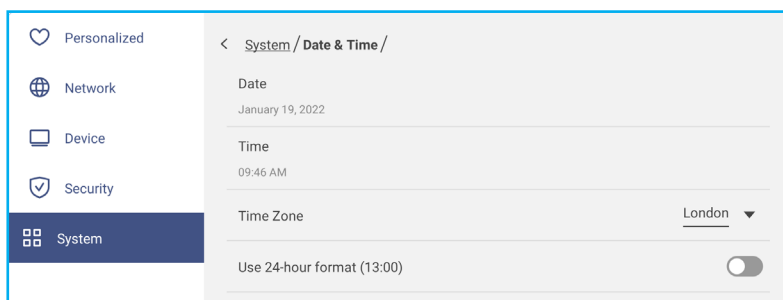 Personalized
Network
Device
Security
System
System / Date & Time /
Date
January 19, 2022
Time
09:46 AM
Time Zone
London
Use 24-hour format (13:00)